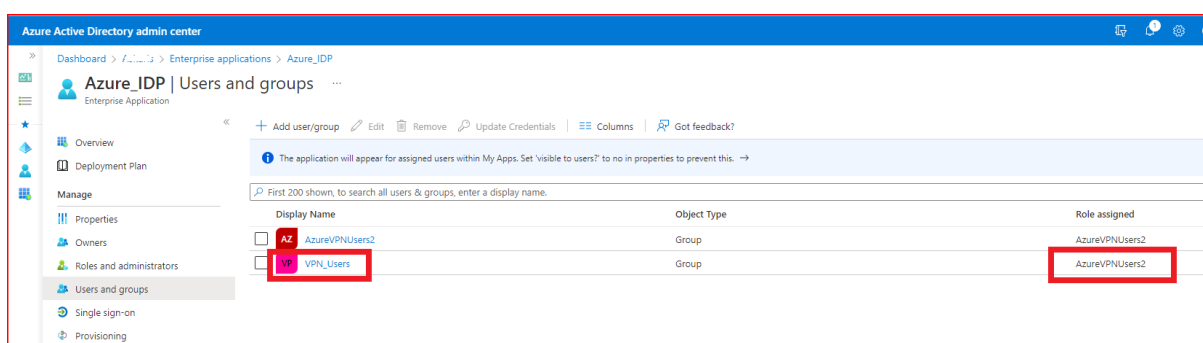 Azure Active Directory admin center
1
Dashboard > > Enterprise applications > Azure_IDP
Azure_IDP | Users and groups ...
Enterprise Application
Overview
Deployment Plan
Manage
Properties
Owners
Roles and administrators
Users and groups
Single sign-on
Provisioning
Add user/group Edit Remove Update Credentials Columns Got feedback?
The application will appear for assigned users within My Apps. Set 'visible to users?' to no in properties to prevent this. →
First 200 shown, to search all users & groups, enter a display name.
Display Name Object Type Role assigned
AZ AzureVPNUsers2 Group AzureVPNUsers2
VP VPN_Users Group AzureVPNUsers2